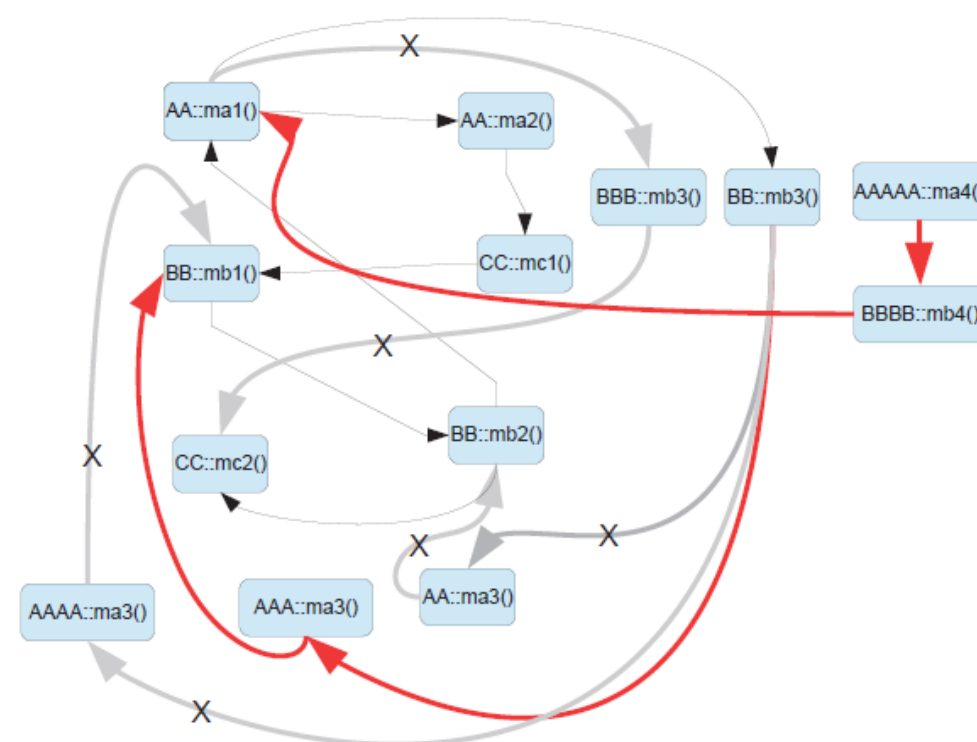 X
AA::ma1()
AA::ma2()
BBB::mb3()
BB::mb3()
AAAAA::ma4(
BB::mb1()
CC::mc1()
BBBB::mb4()
X
BB::mb2()
CC::mc2()
X
X
X
AAAA::ma3()
AAA::ma3()
AA::ma3()
X